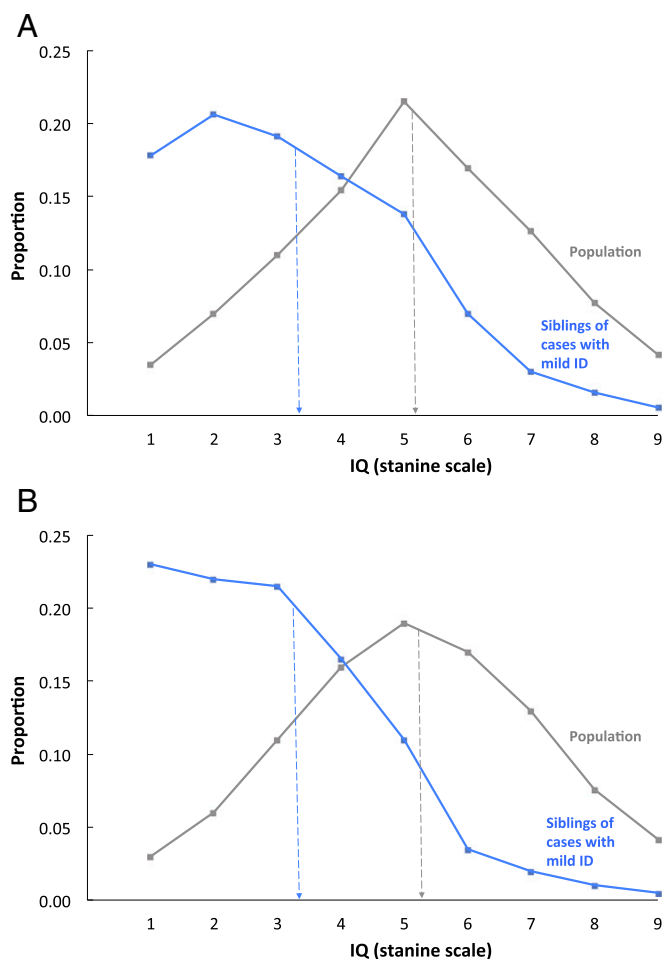 A
0.25
0.20
0.15
0.10
0.05
0.00
Proportion
Population
Siblings of
cases with
mild ID
1 2 3 4 5 6 7 8 9
IQ (stanine scale)
B
0.25
0.20
0.15
0.10
0.05
0.00
Proportion
Population
Siblings of
cases with
mild ID
1 2 3 4 5 6 7 8 9
IQ (stanine scale)